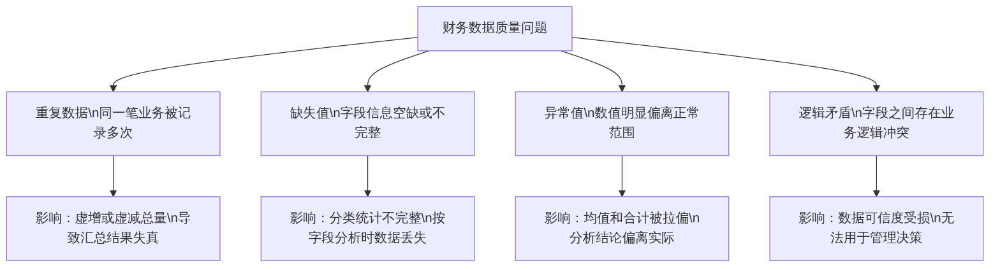 财务数据质量问题
重复数据\n同一笔业务被记
录多次
缺失值\n字段信息空缺或不
完整
异常值\n数值明显偏离正常
范围
逻辑矛盾\n字段之间存在业
务逻辑冲突
影响：虚增或虚减总量\n导
致汇总结果失真
影响：分类统计不完整\n按
字段分析时数据丢失
影响：均值和合计被拉偏\n
分析结论偏离实际
影响：数据可信度受损\n无
法用于管理决策